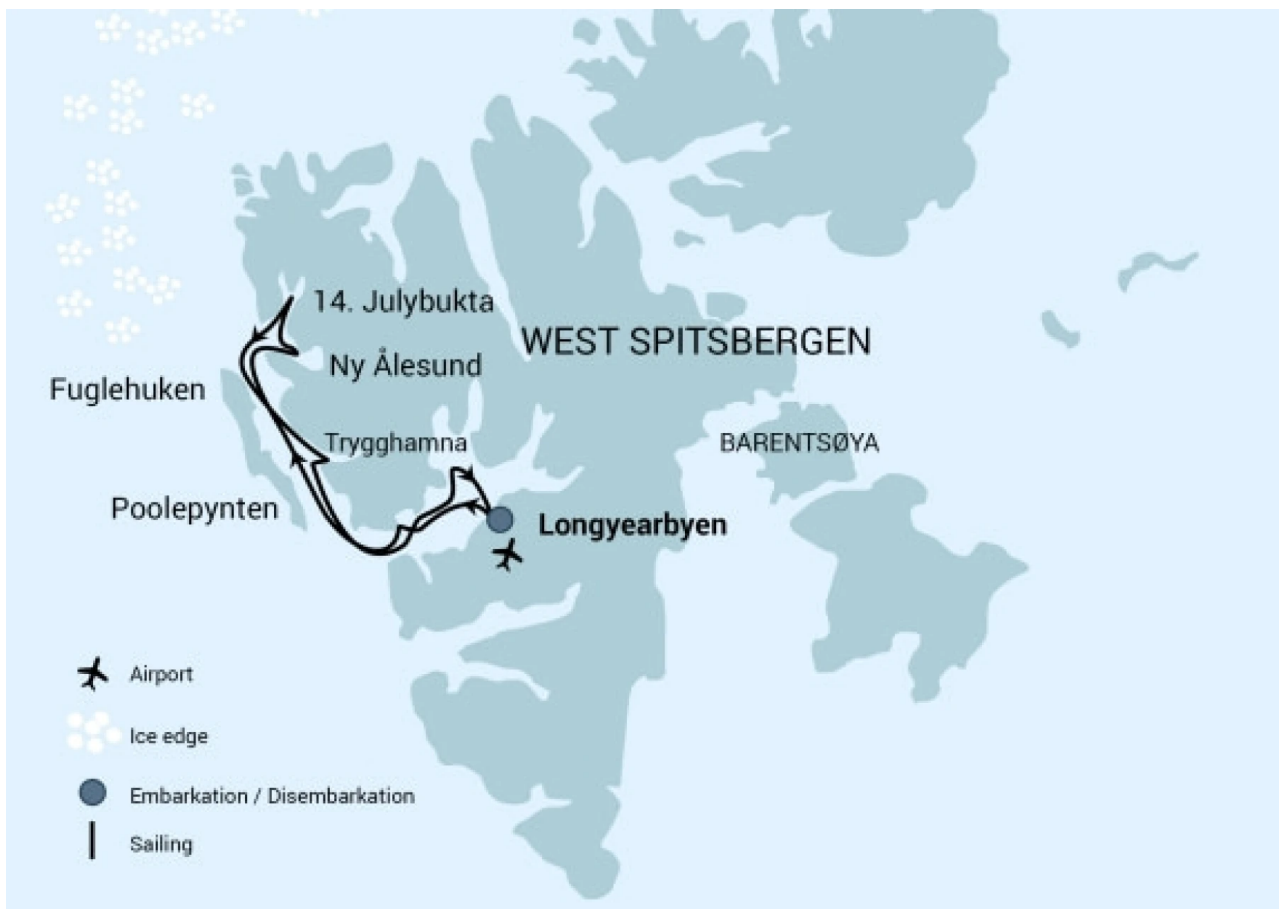 14. Julybukta
WEST SPITSBERGEN
Ny Ålesund
Fuglehuken
Trygghamna
BARENTSØYA
Poolepynten
Longyearbyen
Airport
Ice edge
Embarkation / Disembarkation
Sailing